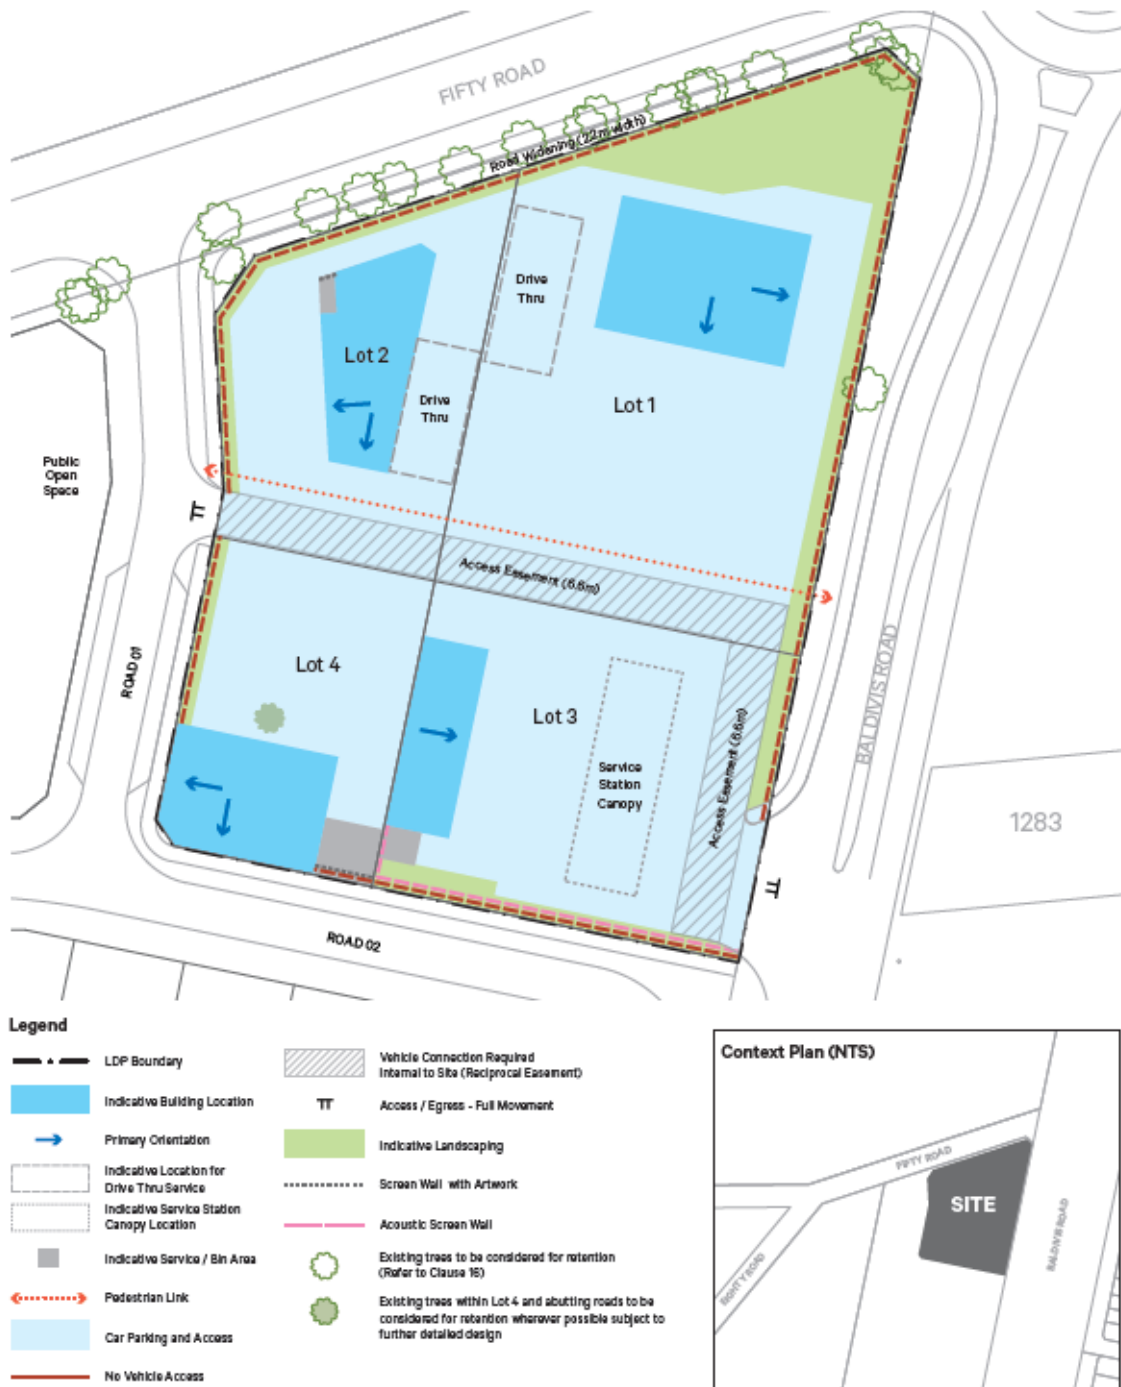 FIFTY ROAD
Road Widening (2.2m width)
Drive
Thru
Lot 2
Drive
Thru
Lot 1
Public
Open
Space
TT
Access Easement (6.6m)
ROAD 01
Lot 4
Lot 3
BALDIVIS ROAD
Service
Station
Canopy
Access Easement (6.6m)
1283
TT
ROAD 02
Legend
LDP Boundary
Indicative Building Location
Primary Orientation
Indicative Location for
Drive Thru Service
Indicative Service Station
Canopy Location
Indicative Service / Bin Area
Pedestrian Link
Car Parking and Access
No Vehicle Access
Vehicle Connection Required
Internal to Site (Reciprocal Easement)
TT
Access / Egress - Full Movement
Indicative Landscaping
Screen Wall with Artwork
Acoustic Screen Wall
Existing trees to be considered for retention
(Refer to Clause 16)
Existing trees within Lot 4 and abutting roads to be
considered for retention wherever possible subject to
further detailed design
Context Plan (NTS)
FIFTY ROAD
SITE
BALDIVIS ROAD
EIGHTY ROAD